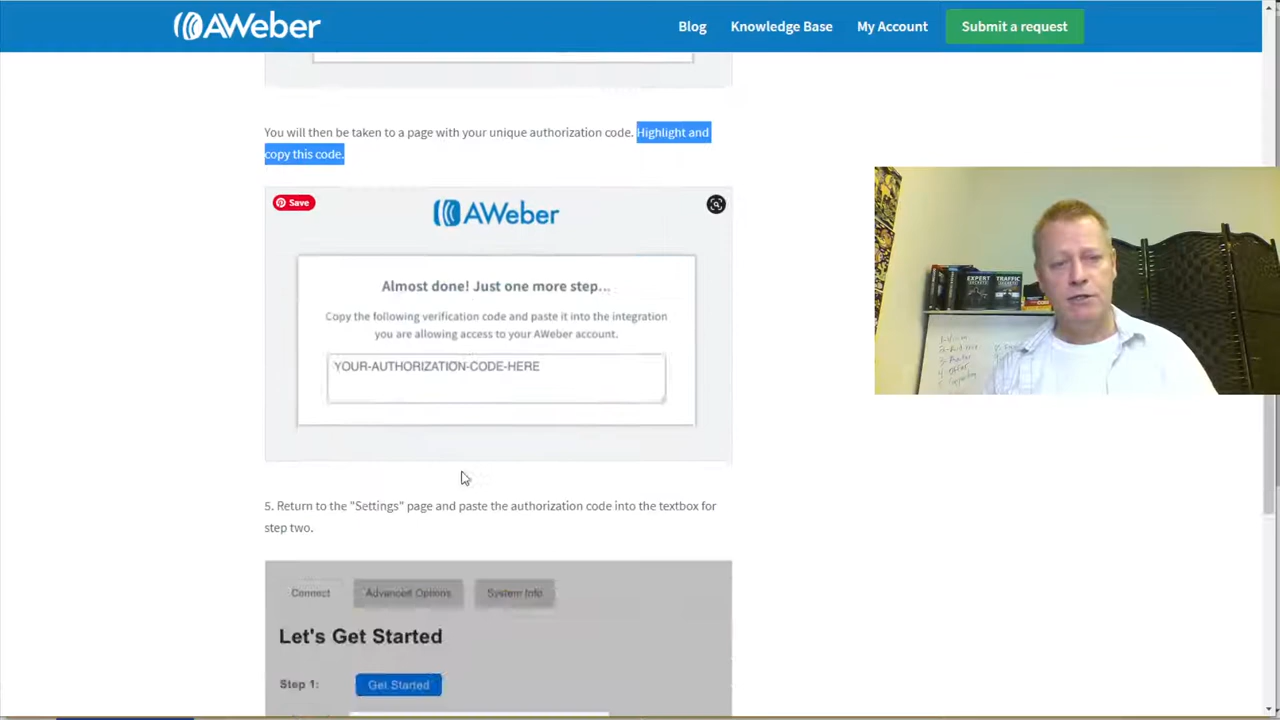 AWeber
Blog
Knowledge Base
My Account
Submit a request
You will then be taken to a page with your unique authorization code. Highlight and
copy this code.
Save
AWeber
Almost done! Just one more step...
Copy the following verification code and paste it into the integration
you are allowing access to your AWeber account.
YOUR-AUTHORIZATION-CODE-HERE
EXPERT
SECRETS
TRAFFIC
SECRETS
5. Return to the "Settings" page and paste the authorization code into the textbox for
step two.
Connect
Advanced Options
System Info
Let's Get Started
Step 1:
Get Started